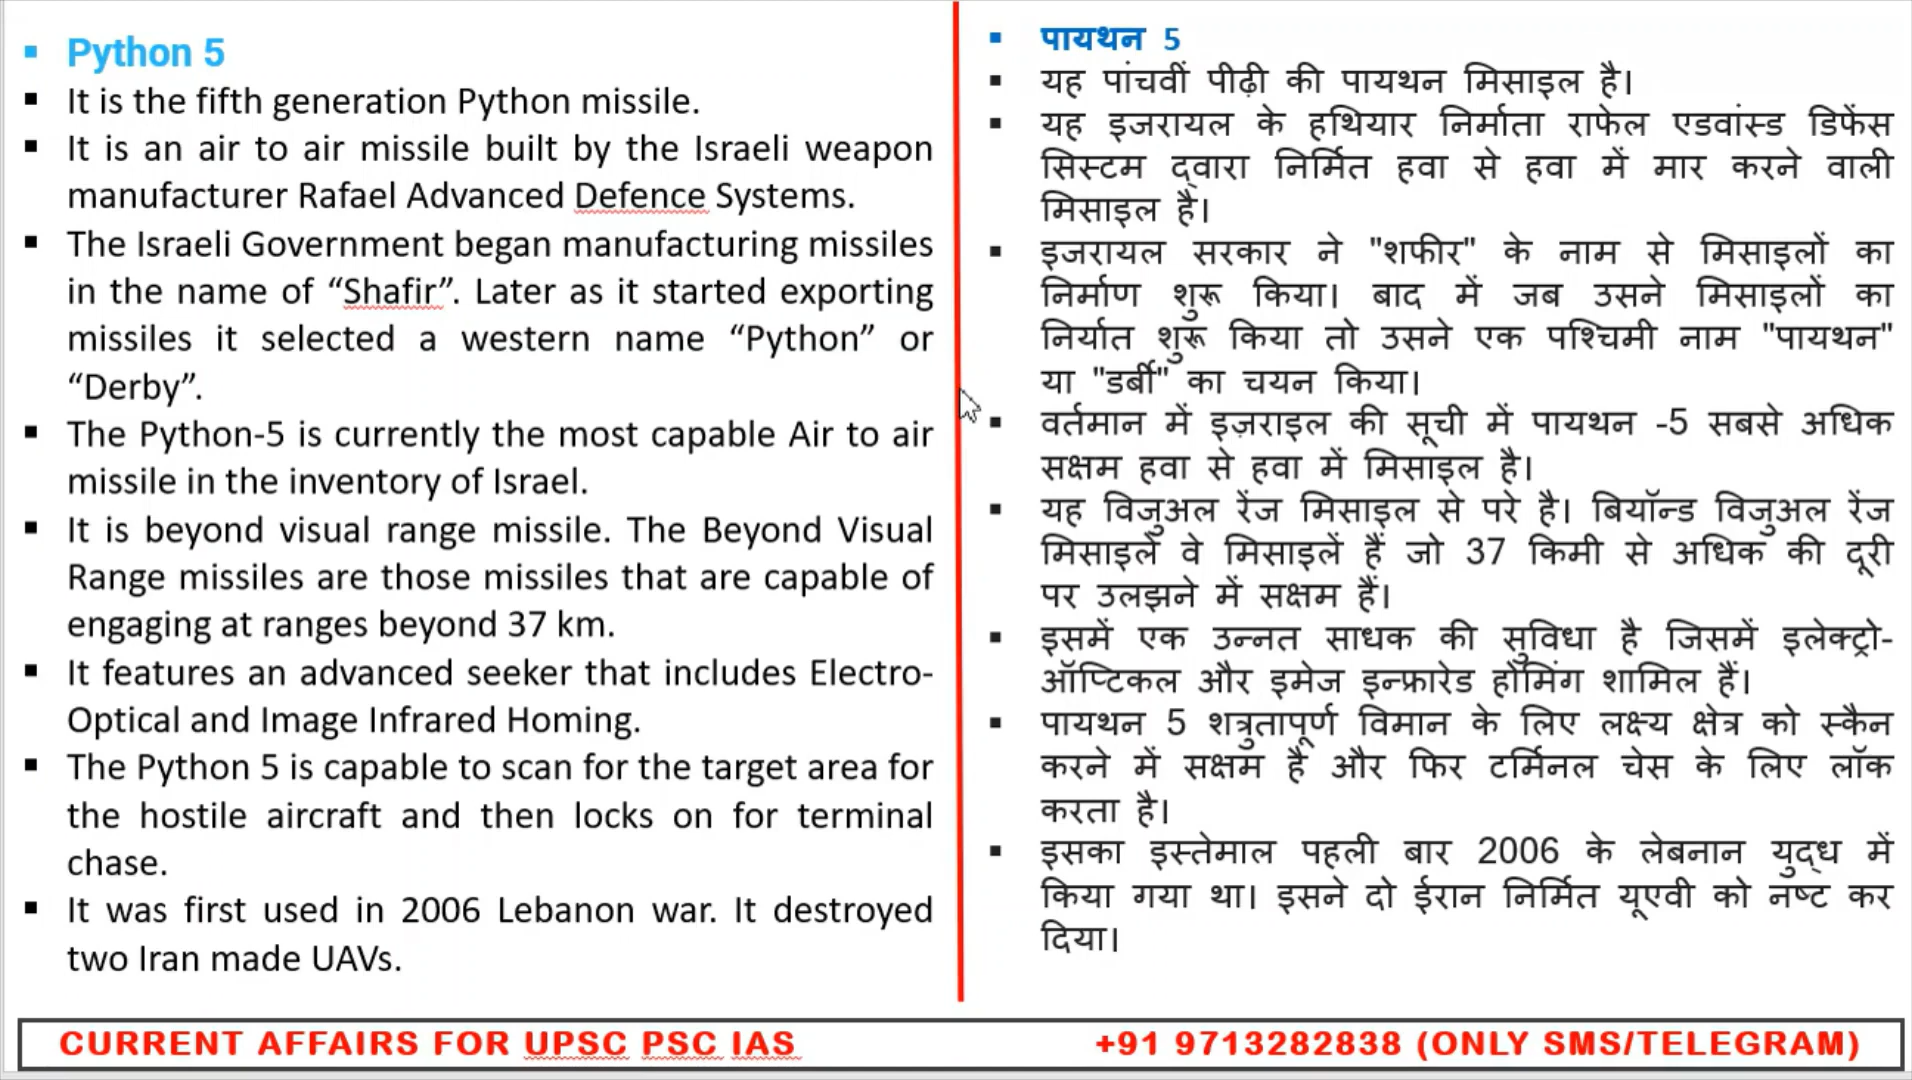 Python 5
It is the fifth generation Python missile.
It is an air to air missile built by the Israeli weapon
manufacturer Rafael Advanced Defence Systems.
The Israeli Government began manufacturing missiles
in the name of “Shafir”. Later as it started exporting
missiles it selected a western name “Python” or
“Derby”.
The Python-5 is currently the most capable Air to air
missile in the inventory of Israel.
It is beyond visual range missile. The Beyond Visual
Range missiles are those missiles that are capable of
engaging at ranges beyond 37 km.
It features an advanced seeker that includes Electro-
Optical and Image Infrared Homing.
The Python 5 is capable to scan for the target area for
the hostile aircraft and then locks on for terminal
chase.
It was first used in 2006 Lebanon war. It destroyed
two Iran made UAVs.
पायथन 5
यह पांचवीं पीढ़ी की पायथन मिसाइल है।
यह इजरायल के हथियार निर्माता राफेल एडवांस्ड डिफेंस
सिस्टम द्वारा निर्मित हवा से हवा में मार करने वाली
मिसाइल है।
इजरायल सरकार ने "शफीर" के नाम से मिसाइलों का
निर्माण शुरू किया। बाद में जब उसने मिसाइलों का
निर्यात शुरू किया तो उसने एक पश्चिमी नाम "पायथन"
या "डर्बी" का चयन किया।
वर्तमान में इज़राइल की सूची में पायथन -5 सबसे अधिक
सक्षम हवा से हवा में मिसाइल है।
यह विजुअल रेंज मिसाइल से परे है। बियॉन्ड विजुअल रेंज
मिसाइलें वे मिसाइलें हैं जो 37 किमी से अधिक की दूरी
पर उलझने में सक्षम हैं।
इसमें एक उन्नत साधक की सुविधा है जिसमें इलेक्ट्रो-
ऑप्टिकल और इमेज इन्फ्रारेड होमिंग शामिल हैं।
पायथन 5 शत्रुतापूर्ण विमान के लिए लक्ष्य क्षेत्र को स्कैन
करने में सक्षम है और फिर टर्मिनल चेस के लिए लॉक
करता है।
इसका इस्तेमाल पहली बार 2006 के लेबनान युद्ध में
किया गया था। इसने दो ईरान निर्मित यूएवी को नष्ट कर
दिया।
CURRENT AFFAIRS FOR UPSC PSC IAS
+91 9713282838 (ONLY SMS/TELEGRAM)